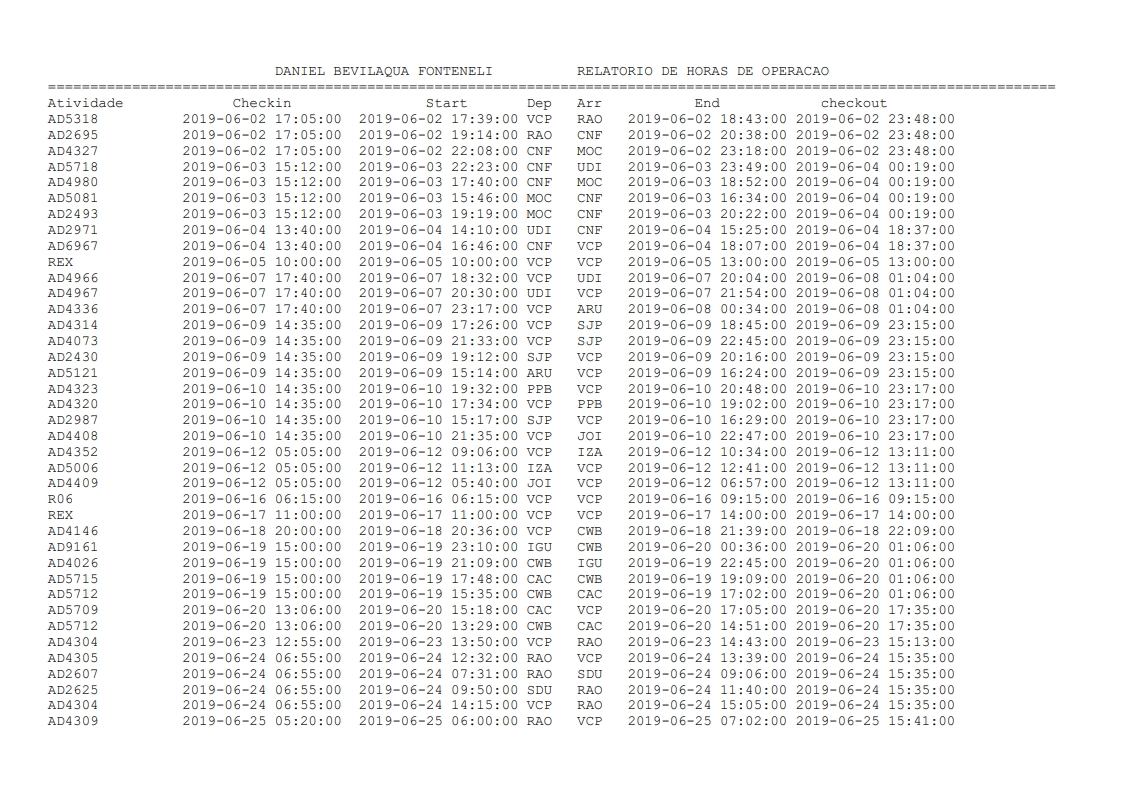 DANIEL BEVILAQUA FONTENELI RELATORIO DE HORAS DE OPERACAO
========================================================================================================================
Atividade Checkin Start Dep Arr End checkout
AD5318 2019-06-02 17:05:00 2019-06-02 17:39:00 VCP RAO 2019-06-02 18:43:00 2019-06-02 23:48:00
AD2695 2019-06-02 17:05:00 2019-06-02 19:14:00 RAO CNF 2019-06-02 20:38:00 2019-06-02 23:48:00
AD4327 2019-06-02 17:05:00 2019-06-02 22:08:00 CNF MOC 2019-06-02 23:18:00 2019-06-02 23:48:00
AD5718 2019-06-03 15:12:00 2019-06-03 22:23:00 CNF UDI 2019-06-03 23:49:00 2019-06-04 00:19:00
AD4980 2019-06-03 15:12:00 2019-06-03 17:40:00 CNF MOC 2019-06-03 18:52:00 2019-06-04 00:19:00
AD5081 2019-06-03 15:12:00 2019-06-03 15:46:00 MOC CNF 2019-06-03 16:34:00 2019-06-04 00:19:00
AD2493 2019-06-03 15:12:00 2019-06-03 19:19:00 MOC CNF 2019-06-03 20:22:00 2019-06-04 00:19:00
AD2971 2019-06-04 13:40:00 2019-06-04 14:10:00 UDI CNF 2019-06-04 15:25:00 2019-06-04 18:37:00
AD6967 2019-06-04 13:40:00 2019-06-04 16:46:00 CNF VCP 2019-06-04 18:07:00 2019-06-04 18:37:00
REX 2019-06-05 10:00:00 2019-06-05 10:00:00 VCP VCP 2019-06-05 13:00:00 2019-06-05 13:00:00
AD4966 2019-06-07 17:40:00 2019-06-07 18:32:00 VCP UDI 2019-06-07 20:04:00 2019-06-08 01:04:00
AD4967 2019-06-07 17:40:00 2019-06-07 20:30:00 UDI VCP 2019-06-07 21:54:00 2019-06-08 01:04:00
AD4336 2019-06-07 17:40:00 2019-06-07 23:17:00 VCP ARU 2019-06-08 00:34:00 2019-06-08 01:04:00
AD4314 2019-06-09 14:35:00 2019-06-09 17:26:00 VCP SJP 2019-06-09 18:45:00 2019-06-09 23:15:00
AD4073 2019-06-09 14:35:00 2019-06-09 21:33:00 VCP SJP 2019-06-09 22:45:00 2019-06-09 23:15:00
AD2430 2019-06-09 14:35:00 2019-06-09 19:12:00 SJP VCP 2019-06-09 20:16:00 2019-06-09 23:15:00
AD5121 2019-06-09 14:35:00 2019-06-09 15:14:00 ARU VCP 2019-06-09 16:24:00 2019-06-09 23:15:00
AD4323 2019-06-10 14:35:00 2019-06-10 19:32:00 PPB VCP 2019-06-10 20:48:00 2019-06-10 23:17:00
AD4320 2019-06-10 14:35:00 2019-06-10 17:34:00 VCP PPB 2019-06-10 19:02:00 2019-06-10 23:17:00
AD2987 2019-06-10 14:35:00 2019-06-10 15:17:00 SJP VCP 2019-06-10 16:29:00 2019-06-10 23:17:00
AD4408 2019-06-10 14:35:00 2019-06-10 21:35:00 VCP JOI 2019-06-10 22:47:00 2019-06-10 23:17:00
AD4352 2019-06-12 05:05:00 2019-06-12 09:06:00 VCP IZA 2019-06-12 10:34:00 2019-06-12 13:11:00
AD5006 2019-06-12 05:05:00 2019-06-12 11:13:00 IZA VCP 2019-06-12 12:41:00 2019-06-12 13:11:00
AD4409 2019-06-12 05:05:00 2019-06-12 05:40:00 JOI VCP 2019-06-12 06:57:00 2019-06-12 13:11:00
R06 2019-06-16 06:15:00 2019-06-16 06:15:00 VCP VCP 2019-06-16 09:15:00 2019-06-16 09:15:00
REX 2019-06-17 11:00:00 2019-06-17 11:00:00 VCP VCP 2019-06-17 14:00:00 2019-06-17 14:00:00
AD4146 2019-06-18 20:00:00 2019-06-18 20:36:00 VCP CWB 2019-06-18 21:39:00 2019-06-18 22:09:00
AD9161 2019-06-19 15:00:00 2019-06-19 23:10:00 IGU CWB 2019-06-20 00:36:00 2019-06-20 01:06:00
AD4026 2019-06-19 15:00:00 2019-06-19 21:09:00 CWB IGU 2019-06-19 22:45:00 2019-06-20 01:06:00
AD5715 2019-06-19 15:00:00 2019-06-19 17:48:00 CAC CWB 2019-06-19 19:09:00 2019-06-20 01:06:00
AD5712 2019-06-19 15:00:00 2019-06-19 15:35:00 CWB CAC 2019-06-19 17:02:00 2019-06-20 01:06:00
AD5709 2019-06-20 13:06:00 2019-06-20 15:18:00 CAC VCP 2019-06-20 17:05:00 2019-06-20 17:35:00
AD5712 2019-06-20 13:06:00 2019-06-20 13:29:00 CWB CAC 2019-06-20 14:51:00 2019-06-20 17:35:00
AD4304 2019-06-23 12:55:00 2019-06-23 13:50:00 VCP RAO 2019-06-23 14:43:00 2019-06-23 15:13:00
AD4305 2019-06-24 06:55:00 2019-06-24 12:32:00 RAO VCP 2019-06-24 13:39:00 2019-06-24 15:35:00
AD2607 2019-06-24 06:55:00 2019-06-24 07:31:00 RAO SDU 2019-06-24 09:06:00 2019-06-24 15:35:00
AD2625 2019-06-24 06:55:00 2019-06-24 09:50:00 SDU RAO 2019-06-24 11:40:00 2019-06-24 15:35:00
AD4304 2019-06-24 06:55:00 2019-06-24 14:15:00 VCP RAO 2019-06-24 15:05:00 2019-06-24 15:35:00
AD4309 2019-06-25 05:20:00 2019-06-25 06:00:00 RAO VCP 2019-06-25 07:02:00 2019-06-25 15:41:00